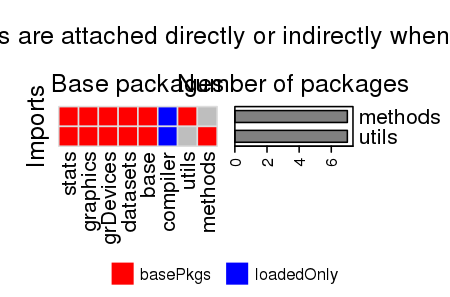 s are attached directly or indirectly when
Base packages
Number of packages
Imports
methods
utils
0 2 4 6
stats
graphics
grDevices
datasets
base
compiler
utils
methods
basePkgs
loadedOnly